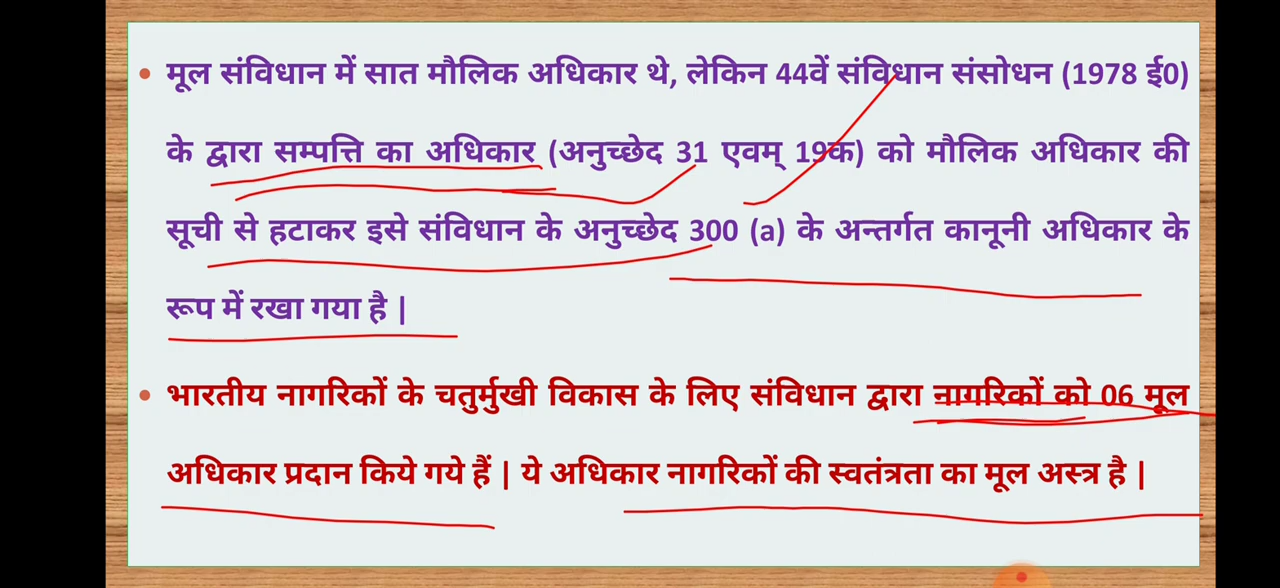 • मूल संविधान में सात मौलिक अधिकार थे, लेकिन 44वें संविधान संसोधन (1978 ई0)
के द्वारा सम्पत्ति का अधिकार (अनुच्छेद 31 एवम् 19क) को मौलिक अधिकार की
सूची से हटाकर इसे संविधान के अनुच्छेद 300 (a) के अन्तर्गत कानूनी अधिकार के
रूप में रखा गया है |
• भारतीय नागरिकों के चतुर्मुखी विकास के लिए संविधान द्वारा नागरिकों को 06 मूल
अधिकार प्रदान किये गये हैं | ये अधिकार नागरिकों की स्वतंत्रता का मूल अस्त्र है |